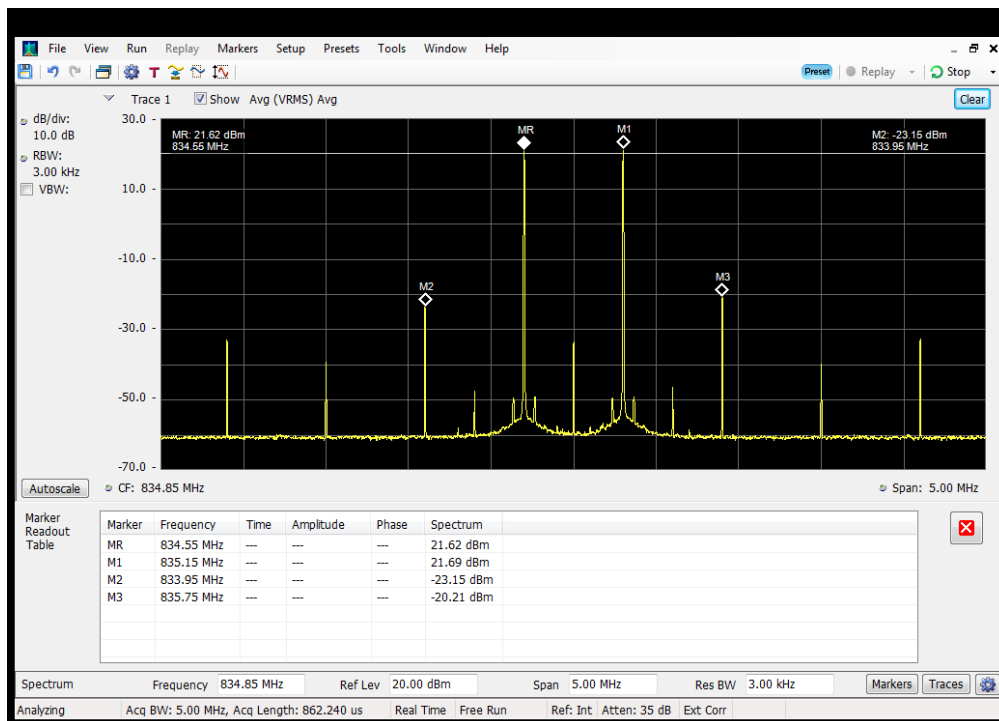 File View Run Replay Markers Setup Presets Tools Window Help
T Preset Replay Stop
Trace 1 Show Avg (VRMS) Avg Clear
dB/div:
10.0 dB
RBW:
3.00 kHz
VBW:
30.0
10.0
-10.0
-30.0
-50.0
-70.0
MR: 21.62 dBm
834.55 MHz
MR
M1
M2: -23.15 dBm
833.95 MHz
M2
M3
Autoscale CF: 834.85 MHz Span: 5.00 MHz
Marker
Readout
Table
Marker Frequency Time Amplitude Phase Spectrum
MR 834.55 MHz --- --- --- 21.62 dBm
M1 835.15 MHz --- --- --- 21.69 dBm
M2 833.95 MHz --- --- --- -23.15 dBm
M3 835.75 MHz --- --- --- -20.21 dBm
Spectrum Frequency 834.85 MHz Ref Lev 20.00 dBm Span 5.00 MHz Res BW 3.00 kHz Markers Traces
Analyzing Acq BW: 5.00 MHz, Acq Length: 862.240 us Real Time Free Run Ref: Int Atten: 35 dB Ext Corr